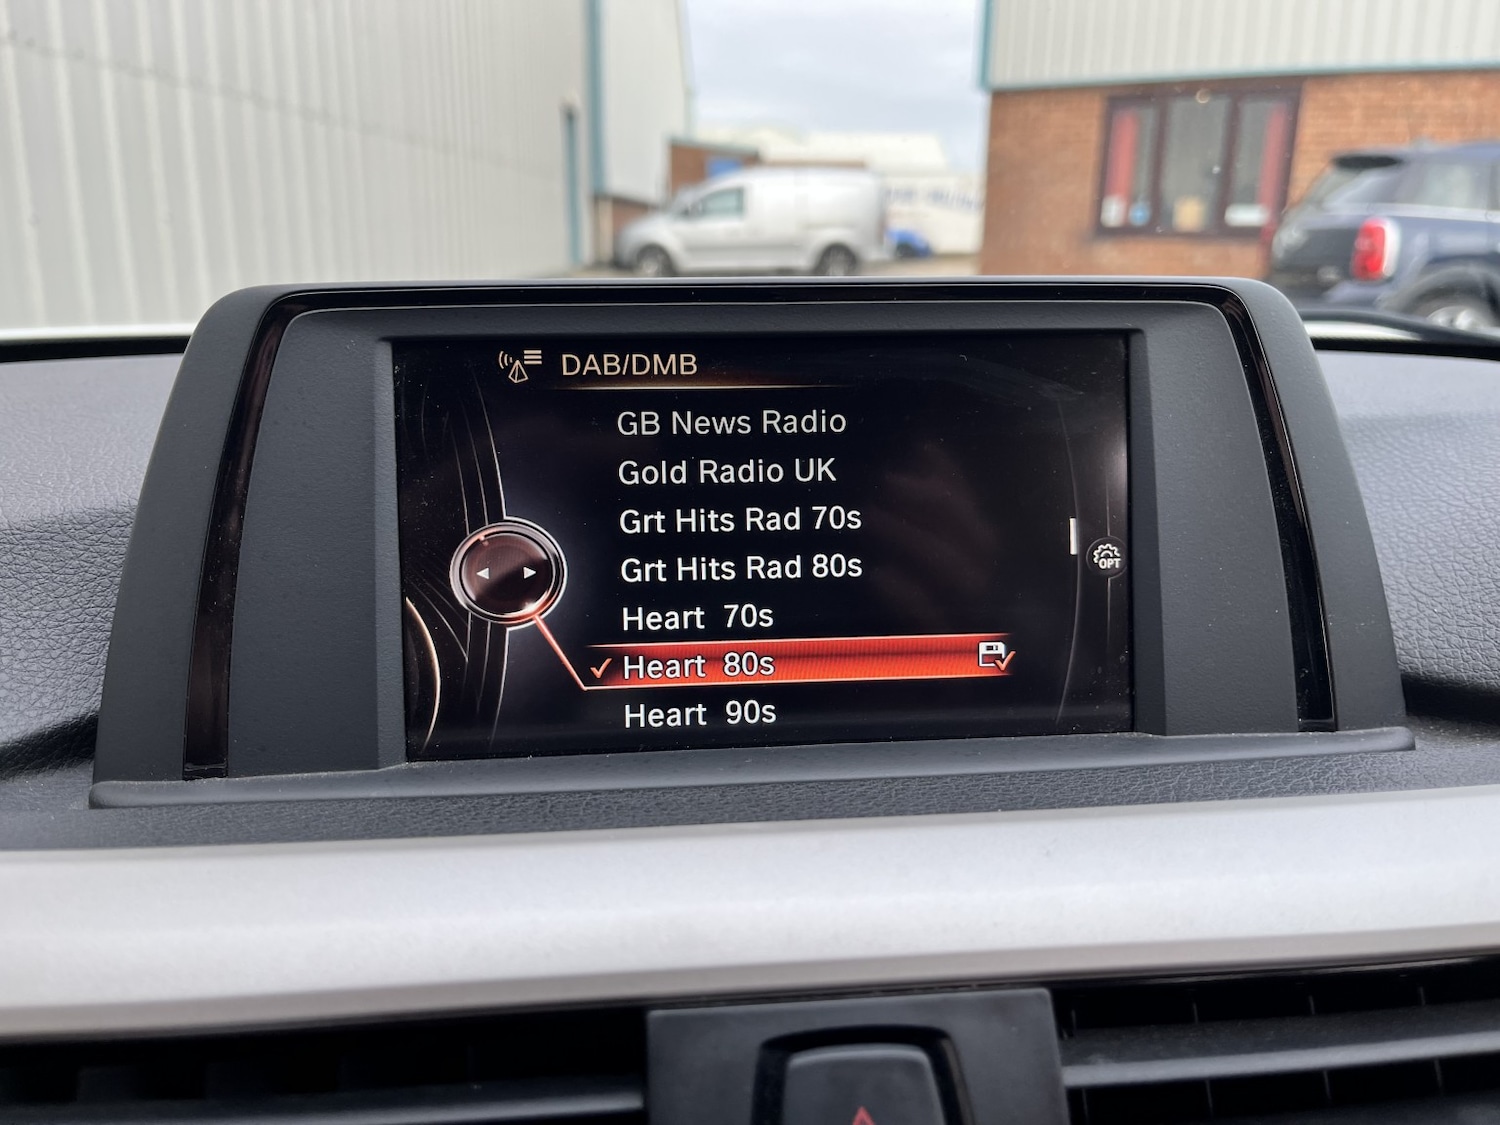 DAB/DMB
GB News Radio
Gold Radio UK
Grt Hits Rad 70s
Grt Hits Rad 80s
OPT
Heart 70s
Heart 80s
Heart 90s